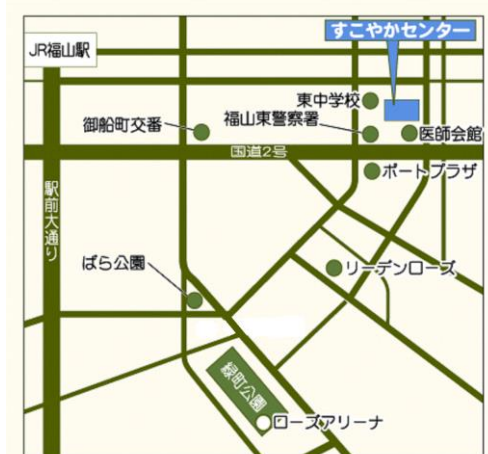 すこやかセンター
JR福山駅
東中学校
福山東警察署
御船町交番
医師会館
国道2号
ポートプラザ
駅前大通り
ばら公園
リーデンローズ
緑町公園
ローズアリーナ